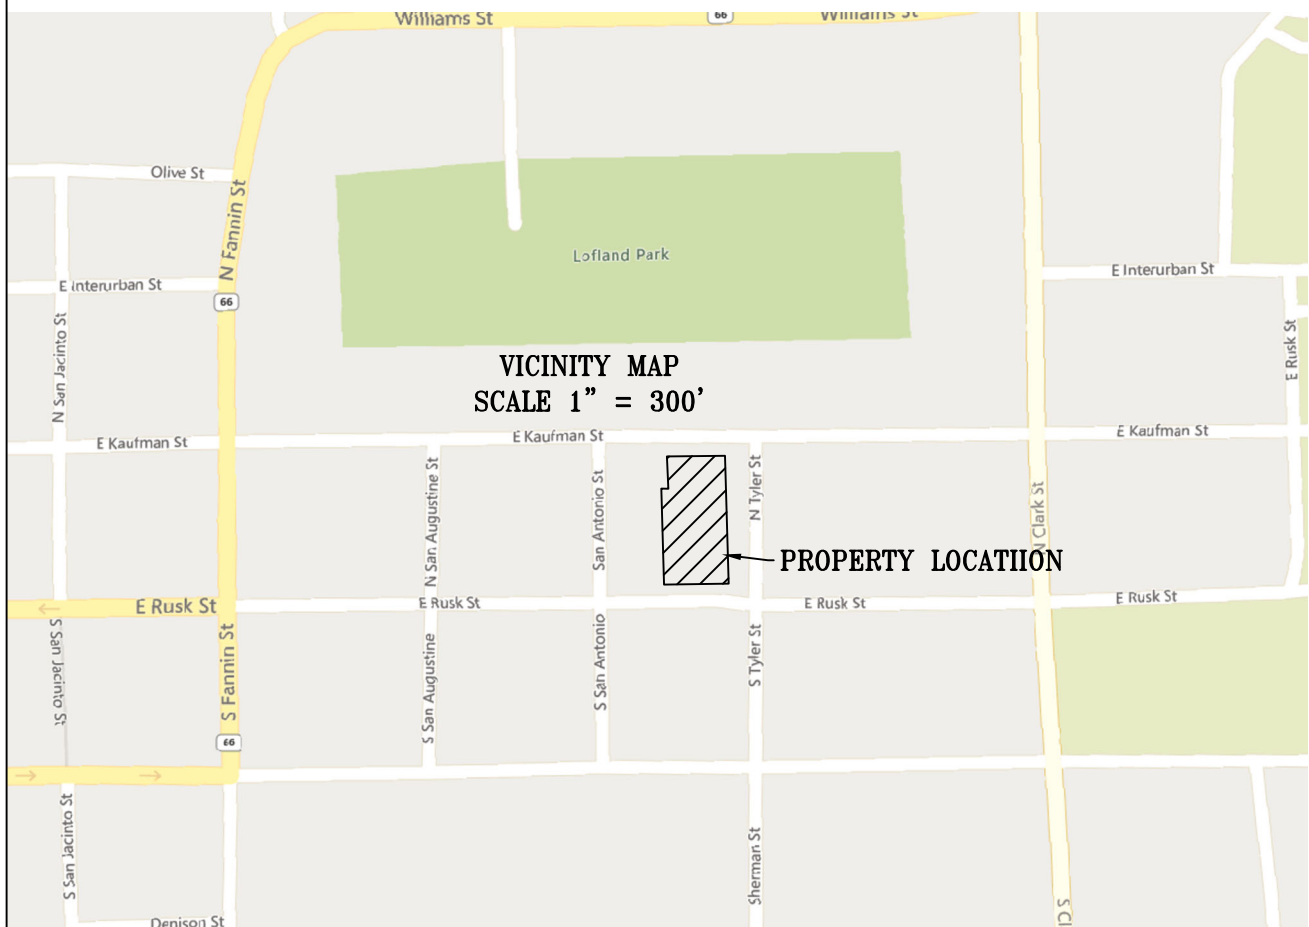 Williams St
66
Williams St
Olive St
N Fannin St
Lofland Park
E Interurban St
E Interurban St
66
N San Jacinto St
E Rusk St
VICINITY MAP
SCALE 1" = 300'
E Kaufman St
E Kaufman St
E Kaufman St
N San Augustine St
San Antonio St
N Tyler St
N Clark St
PROPERTY LOCATIION
E Rusk St
E Rusk St
E Rusk St
E Rusk St
S San Jacinto St
S Fannin St
S San Augustine
S San Antonio
S Tyler St
66
S San Jacinto St
Sherman St
S Cl
Denison St